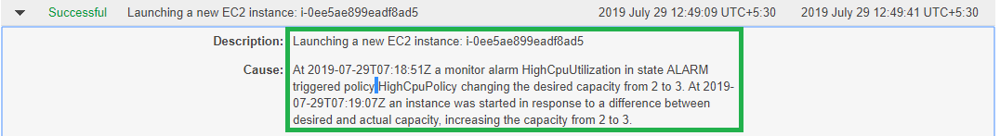 Successful Launching a new EC2 instance: i-0ee5ae899eadf8ad5 2019 July 29 12:49:09 UTC+5:30 2019 July 29 12:49:41 UTC+5:30
Description: Launching a new EC2 instance: i-0ee5ae899eadf8ad5
Cause: At 2019-07-29T07:18:51Z a monitor alarm HighCpuUtilization in state ALARM
triggered policy HighCpuPolicy changing the desired capacity from 2 to 3. At 2019-
07-29T07:19:07Z an instance was started in response to a difference between
desired and actual capacity, increasing the capacity from 2 to 3.